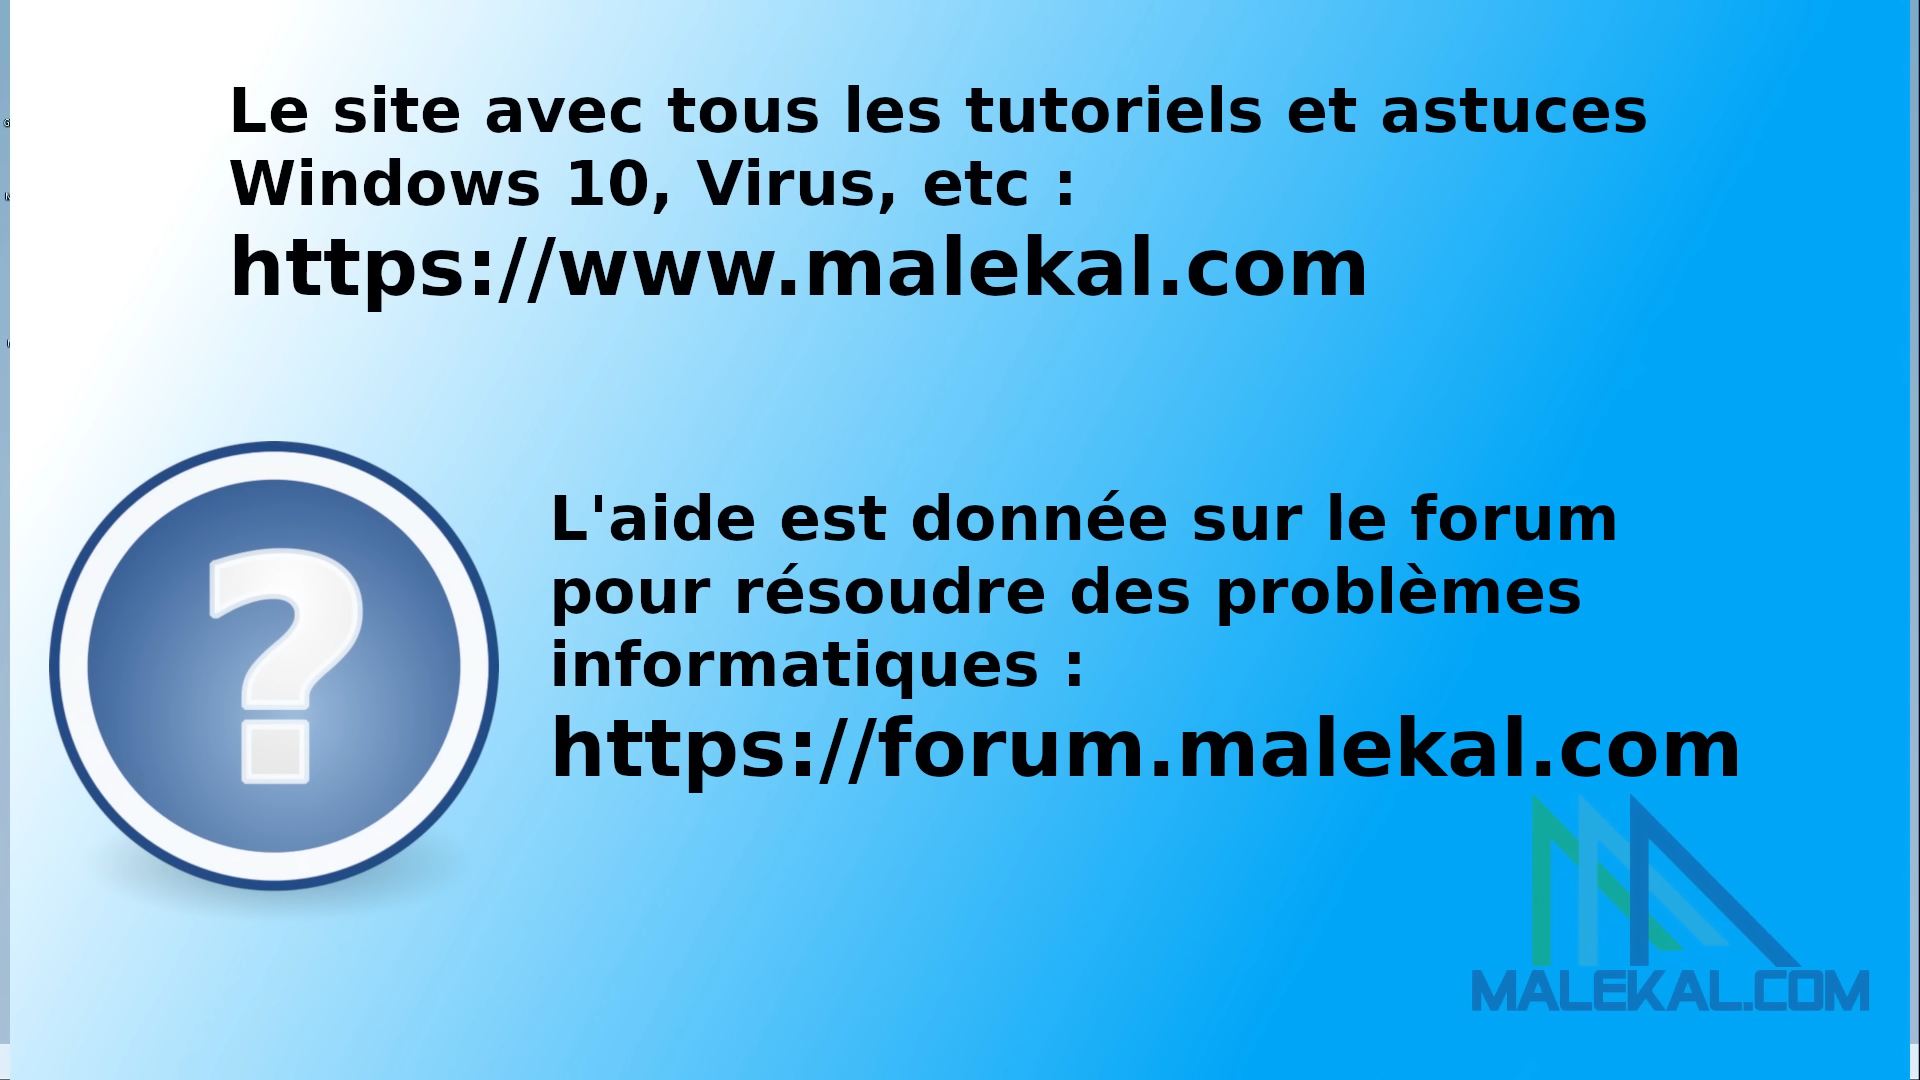 Le site avec tous les tutoriels et astuces
Windows 10, Virus, etc :
https://www.malekal.com
?
L'aide est donnée sur le forum
pour résoudre des problèmes
informatiques :
https://forum.malekal.com
MALEKAL.COM